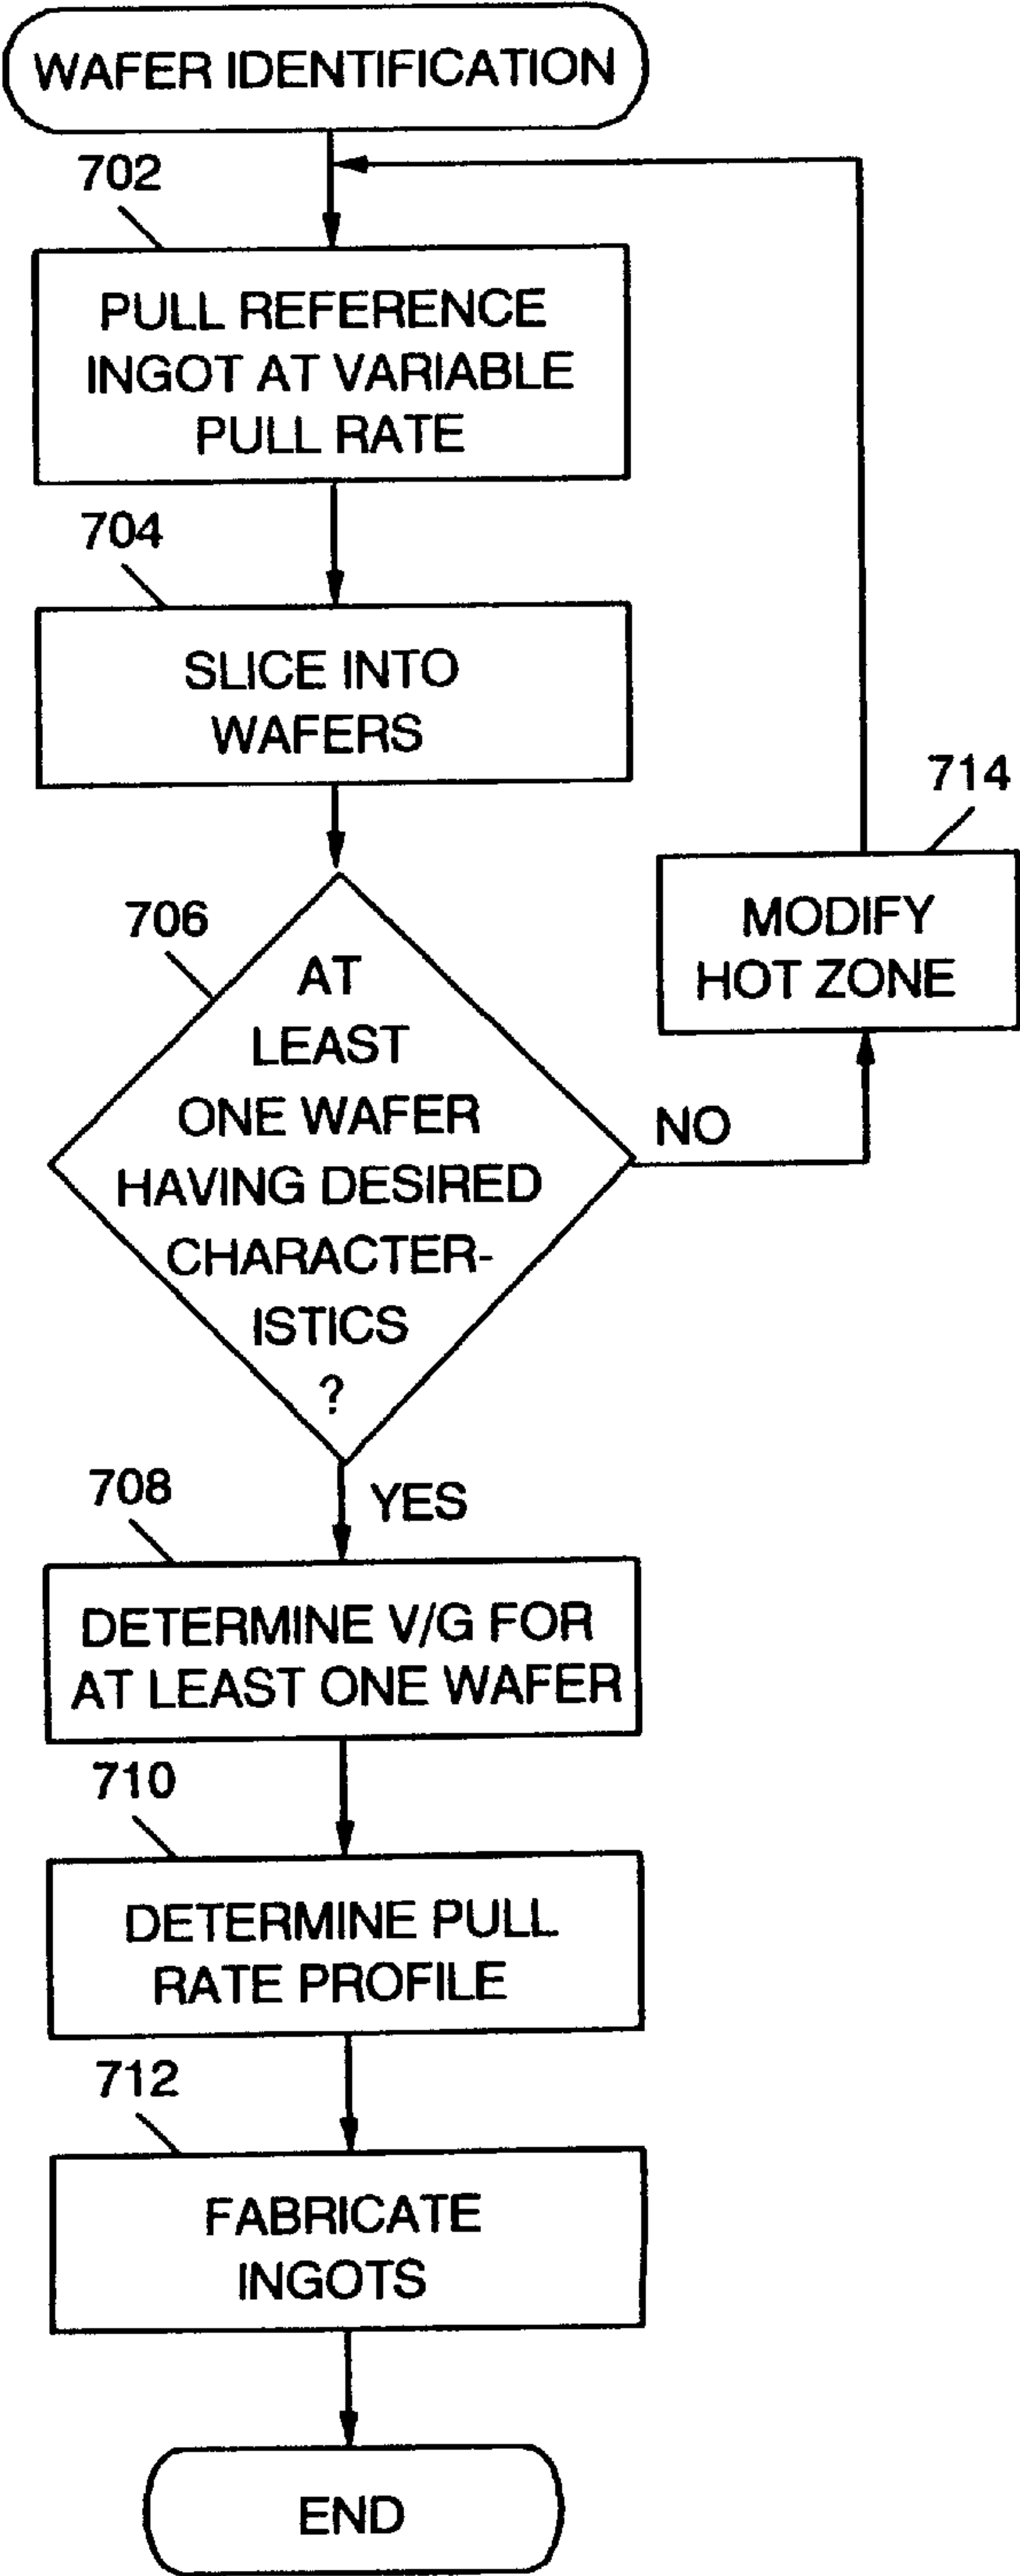 WAFER IDENTIFICATION
702
PULL REFERENCE
INGOT AT VARIABLE
PULL RATE
704
SLICE INTO
WAFERS
714
MODIFY
HOT ZONE
706
AT
LEAST
ONE WAFER
HAVING DESIRED
CHARACTER-
ISTICS
?
NO
YES
708
DETERMINE V/G FOR
AT LEAST ONE WAFER
710
DETERMINE PULL
RATE PROFILE
712
FABRICATE
INGOTS
END